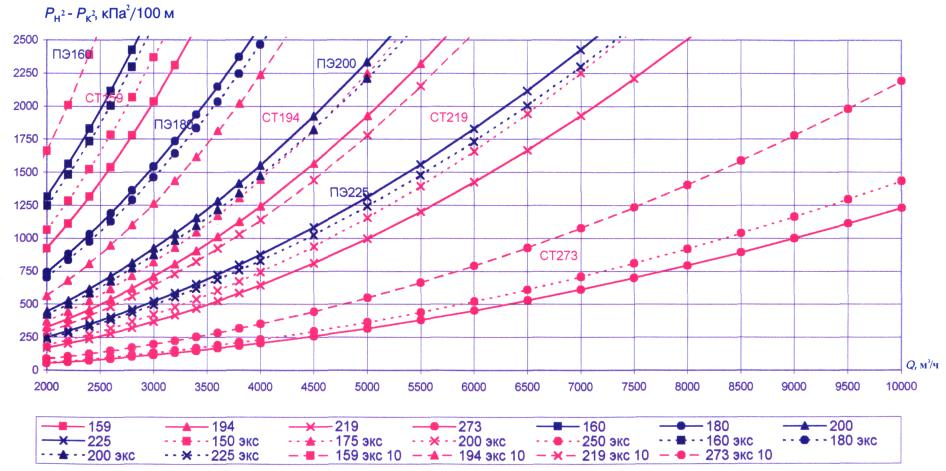 Pн² - Pк², кПа²/100 м
2500
2250
2000
1750
1500
1250
1000
750
500
250
0
ПЭ160
СТ159
ПЭ180
СТ194
ПЭ200
СТ219
ПЭ225
СТ273
2000 2500 3000 3500 4000 4500 5000 5500 6000 6500 7000 7500 8000 8500 9000 9500 10000
Q, м³/ч
159 194 219 273 160 180 200
225 150 экс 175 экс 200 экс 250 экс 160 экс 180 экс
200 экс 225 экс 159 экс 10 194 экс 10 219 экс 10 273 экс 10